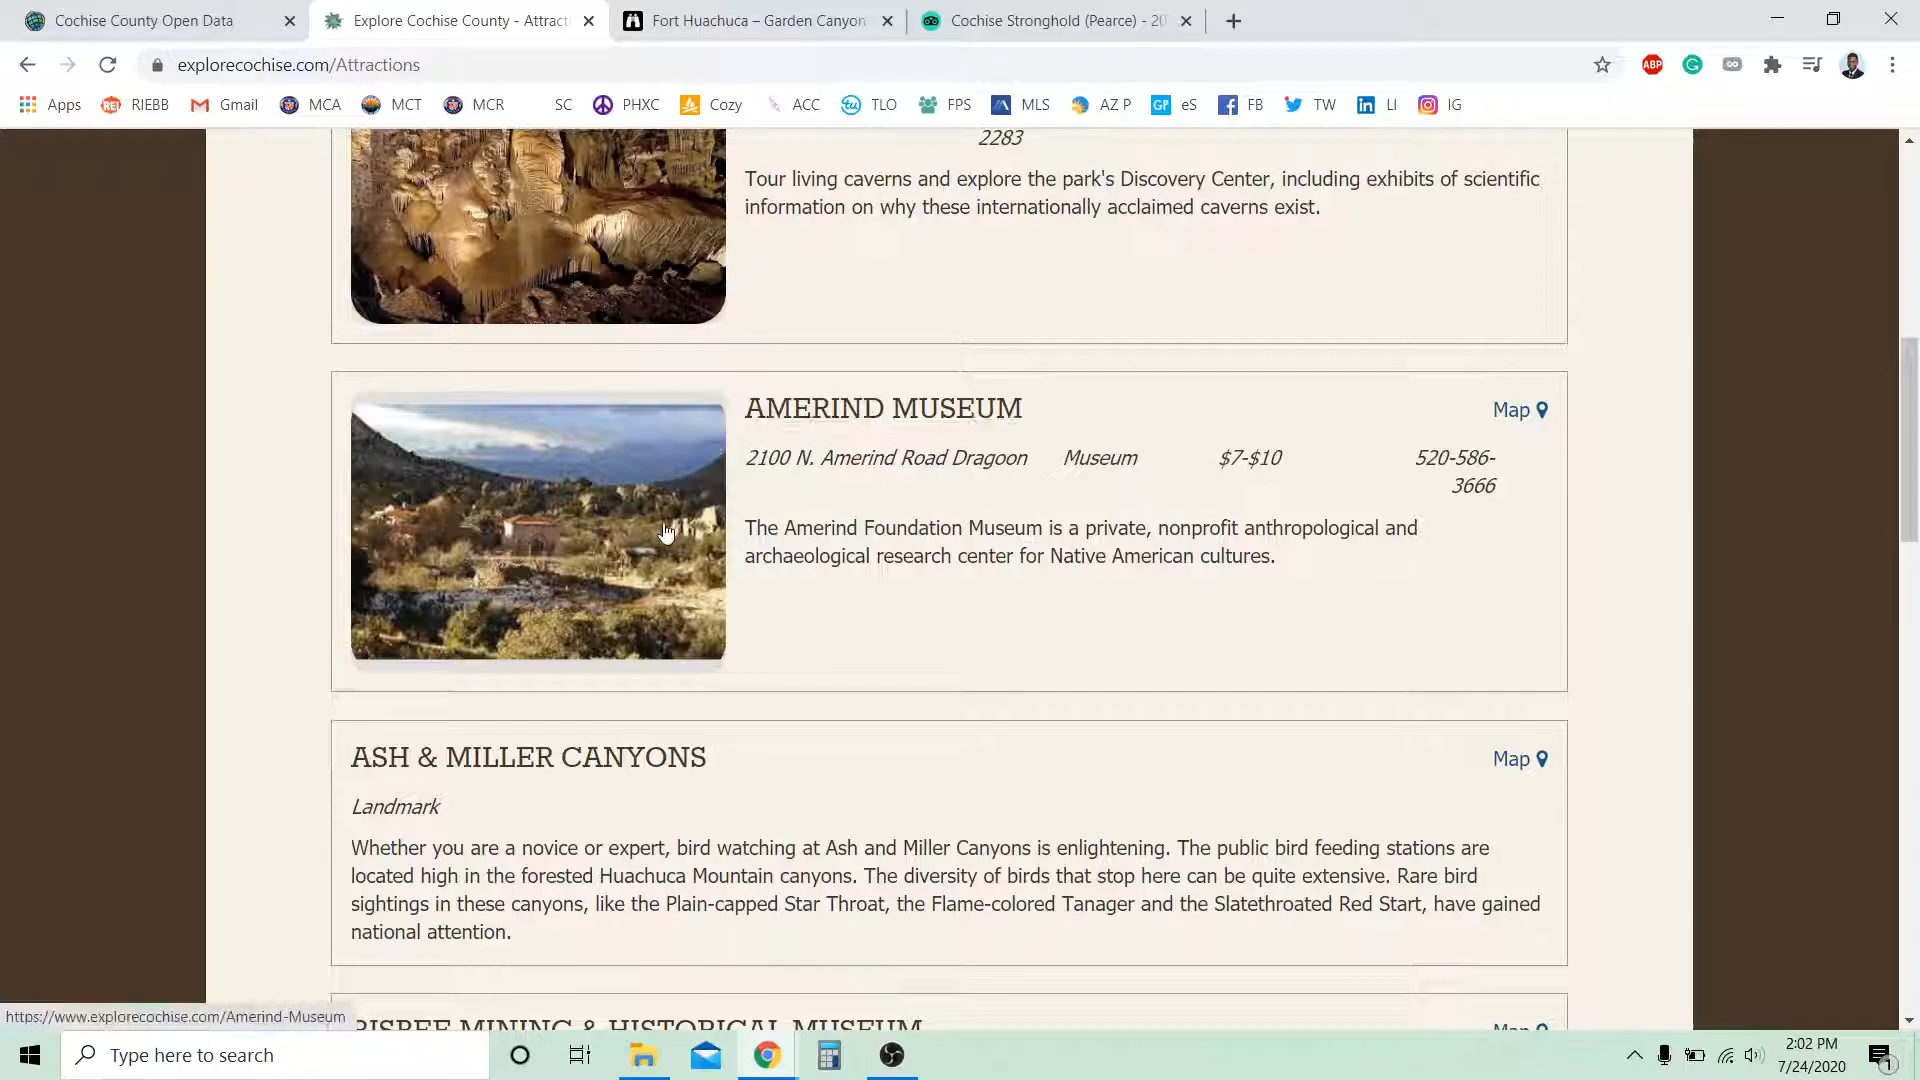 Cochise County Open Data
Explore Cochise County - Attract
Fort Huachuca – Garden Canyon
Cochise Stronghold (Pearce) - 20
explorecochise.com/Attractions
ABP
Apps RIEBB Gmail MCA MCT MCR SC PHXC Cozy ACC TLO FPS MLS AZ P eS FB TW LI IG
2283
Tour living caverns and explore the park's Discovery Center, including exhibits of scientific
information on why these internationally acclaimed caverns exist.
AMERIND MUSEUM
Map
2100 N. Amerind Road Dragoon Museum $7-$10 520-586-
3666
The Amerind Foundation Museum is a private, nonprofit anthropological and
archaeological research center for Native American cultures.
ASH & MILLER CANYONS
Map
Landmark
Whether you are a novice or expert, bird watching at Ash and Miller Canyons is enlightening. The public bird feeding stations are
located high in the forested Huachuca Mountain canyons. The diversity of birds that stop here can be quite extensive. Rare bird
sightings in these canyons, like the Plain-capped Star Throat, the Flame-colored Tanager and the Slatethroated Red Start, have gained
national attention.
BISBEE MINING & HISTORICAL MUSEUM
Map
https://www.explorecochise.com/Amerind-Museum
Type here to search
2:02 PM
7/24/2020
1